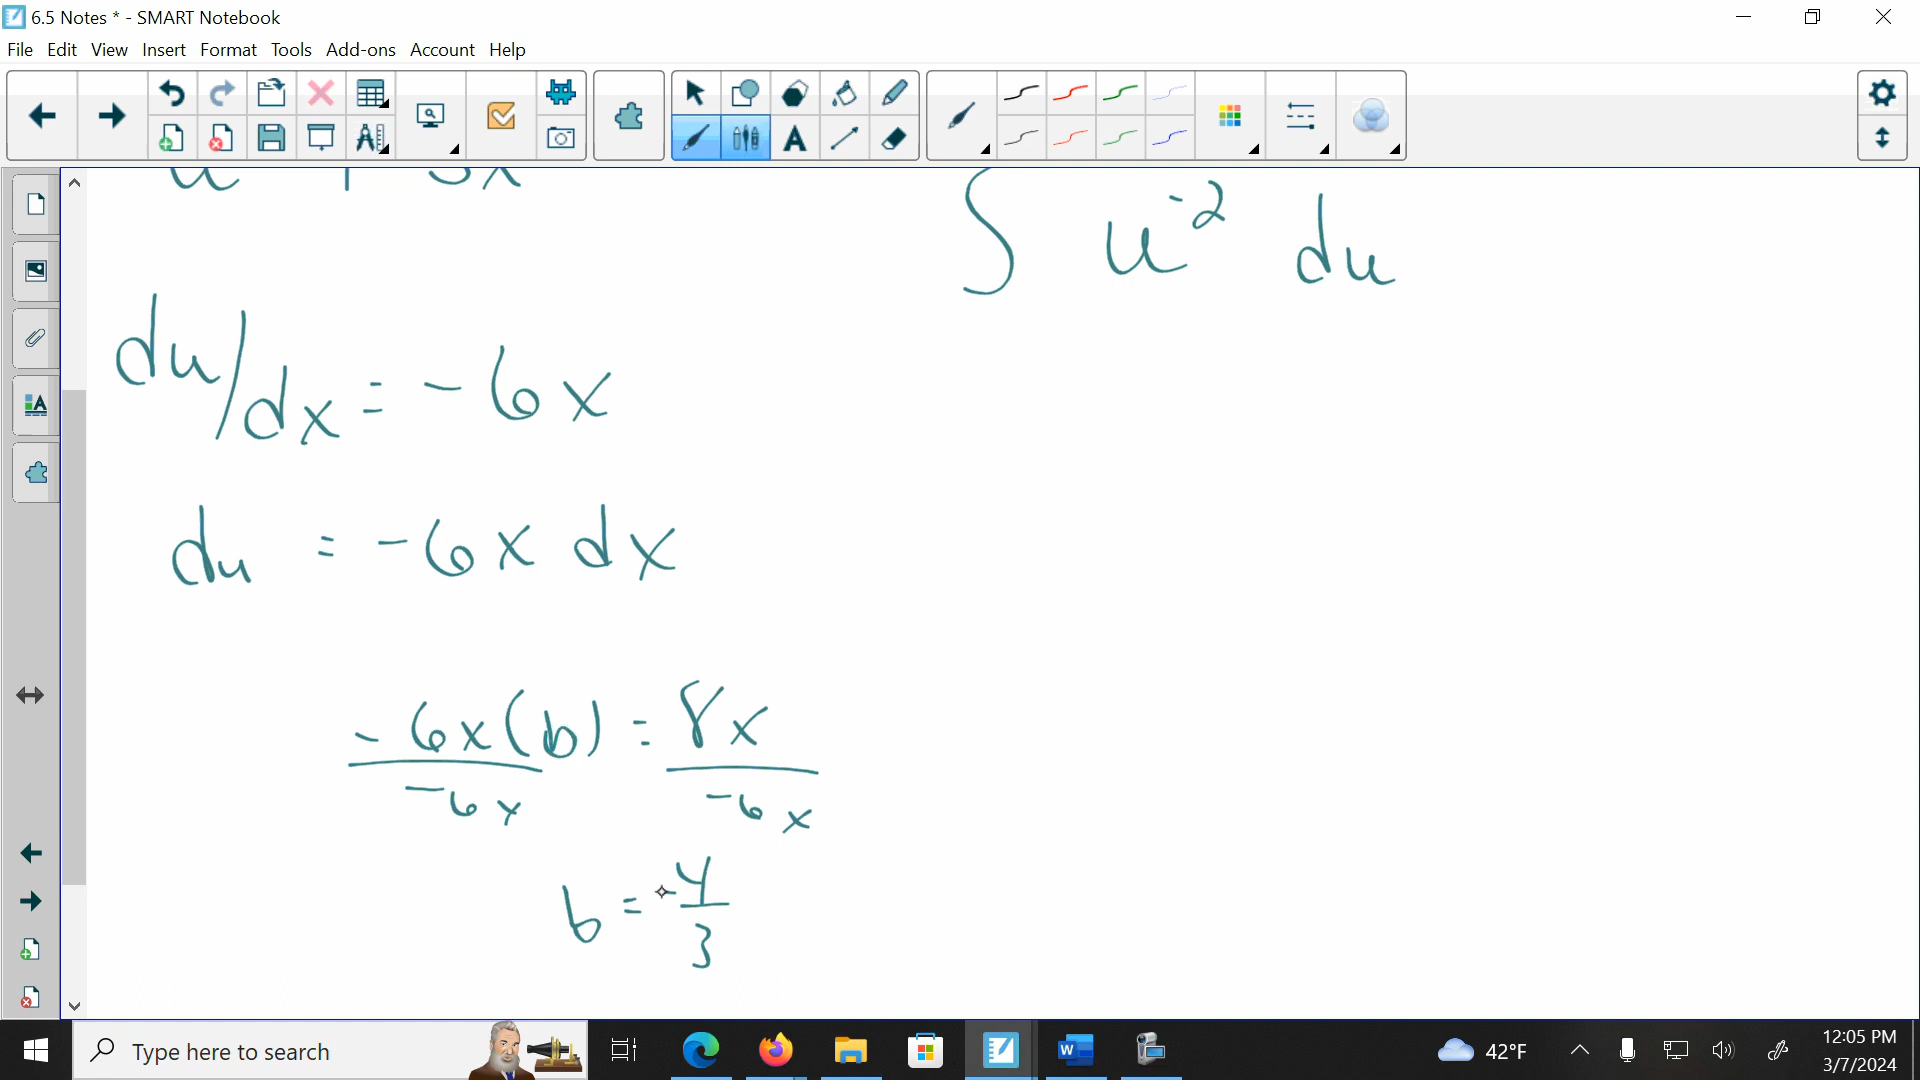 6.5 Notes * - SMART Notebook
File Edit View Insert Format Tools Add-ons Account Help
∫ u⁻² du
du/dx = -6x
du = -6x dx
-6x(b) = 8x
-6x -6x
b = -4/3
Type here to search
42°F
12:05 PM
3/7/2024